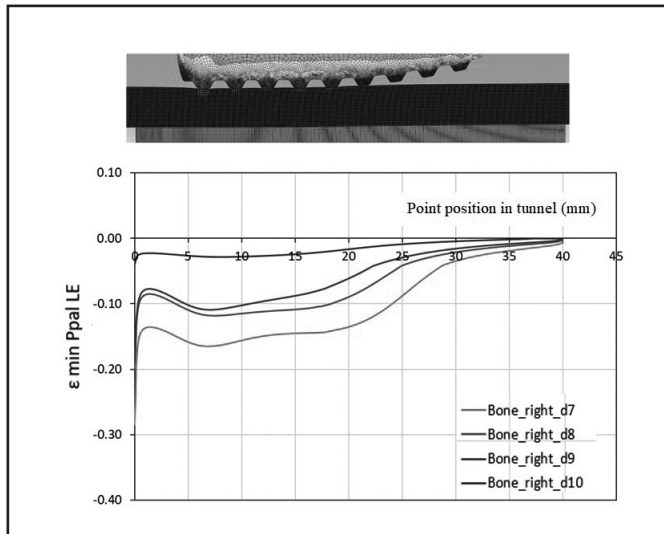 0.10
Point position in tunnel (mm)
0.00
0 5 10 15 20 25 30 35 40 45
-0.10
ε min Ppal LE
-0.20
-0.30
-0.40
Bone_right_d7
Bone_right_d8
Bone_right_d9
Bone_right_d10